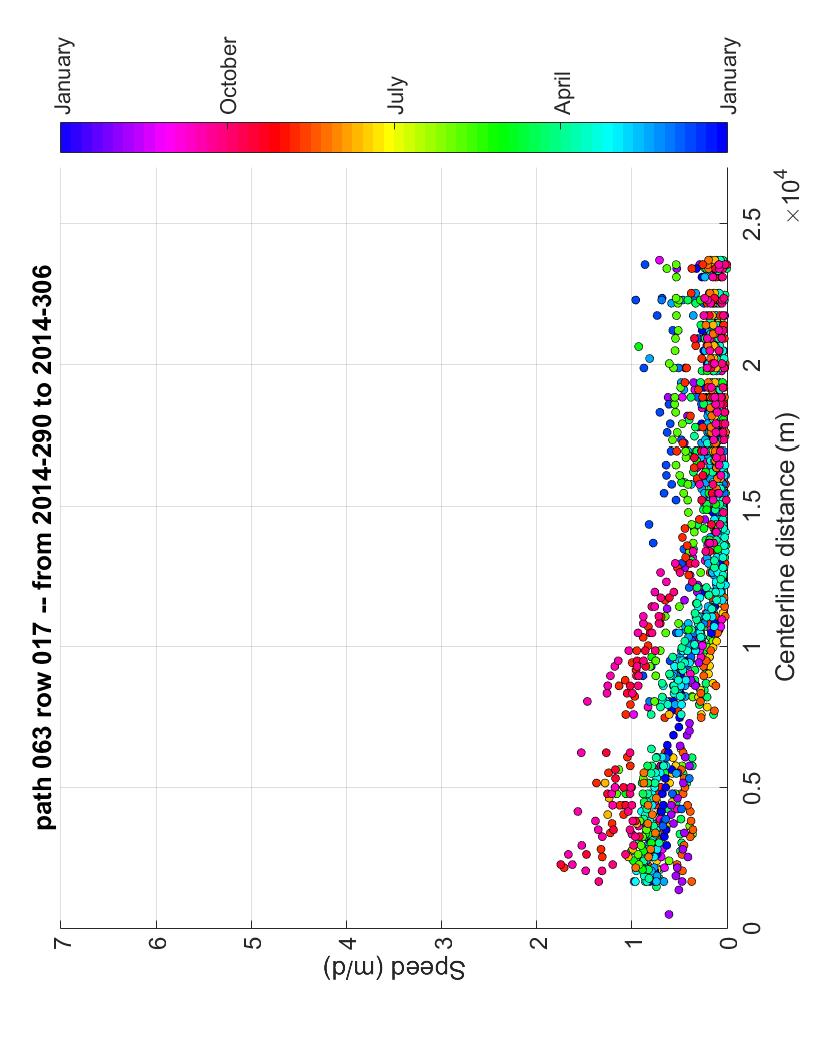 path 063 row 017 -- from 2014-290 to 2014-306
7
6
5
4
3
2
1
0
Speed (m/d)
0
0.5
1
1.5
2
2.5
×10^4
Centerline distance (m)
January
October
July
April
January